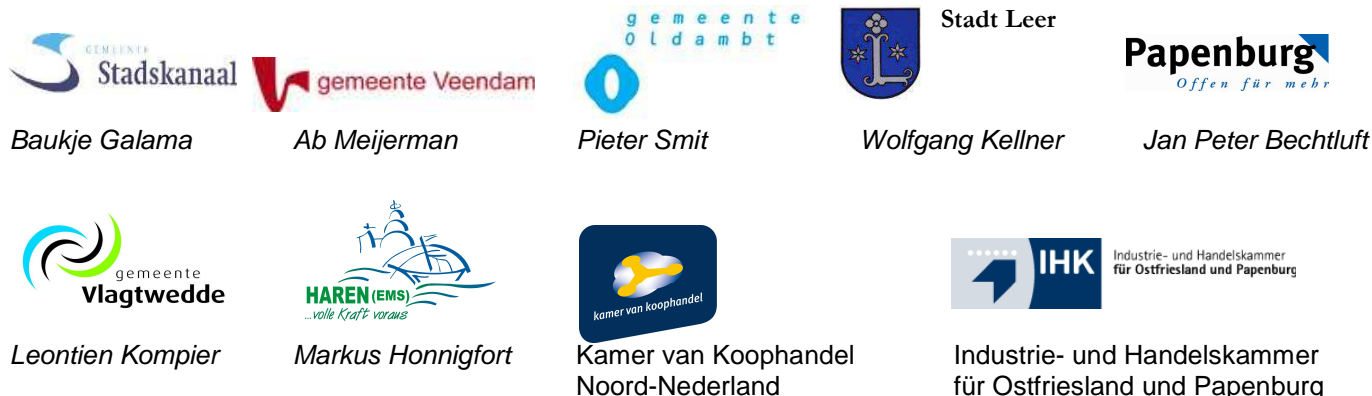 GEMEENTE
Stadskanaal
gemeente Veendam
gemeente
Oldambt
Stadt Leer
Papenburg
Offen für mehr
Baukje Galama
Ab Meijerman
Pieter Smit
Wolfgang Kellner
Jan Peter Bechtluft
gemeente
Vlagtwedde
HAREN (EMS)
...volle Kraft voraus
kamer van koophandel
IHK
Industrie- und Handelskammer
für Ostfriesland und Papenburg
Leontien Kompier
Markus Honnigfort
Kamer van Koophandel
Noord-Nederland
Industrie- und Handelskammer
für Ostfriesland und Papenburg